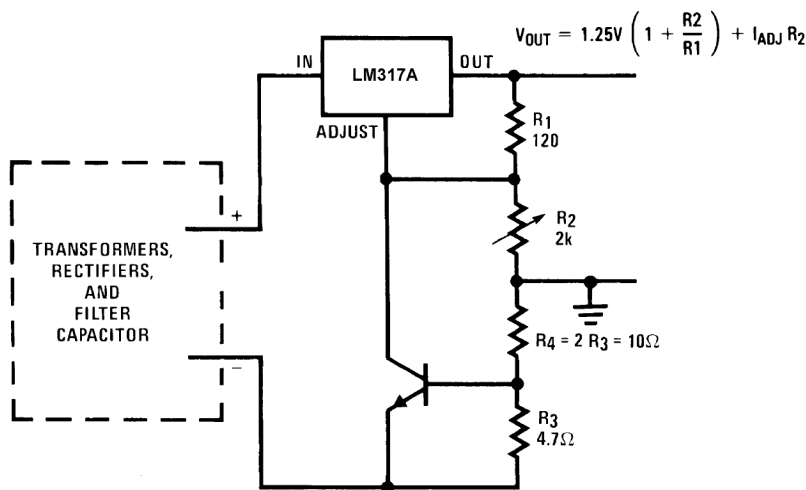 V_OUT = 1.25V (1 + R2/R1) + I_ADJ R2
IN
LM317A
OUT
ADJUST
R1
120
R2
2k
+
TRANSFORMERS,
RECTIFIERS,
AND
FILTER
CAPACITOR
−
R4 = 2 R3 = 10Ω
R3
4.7Ω